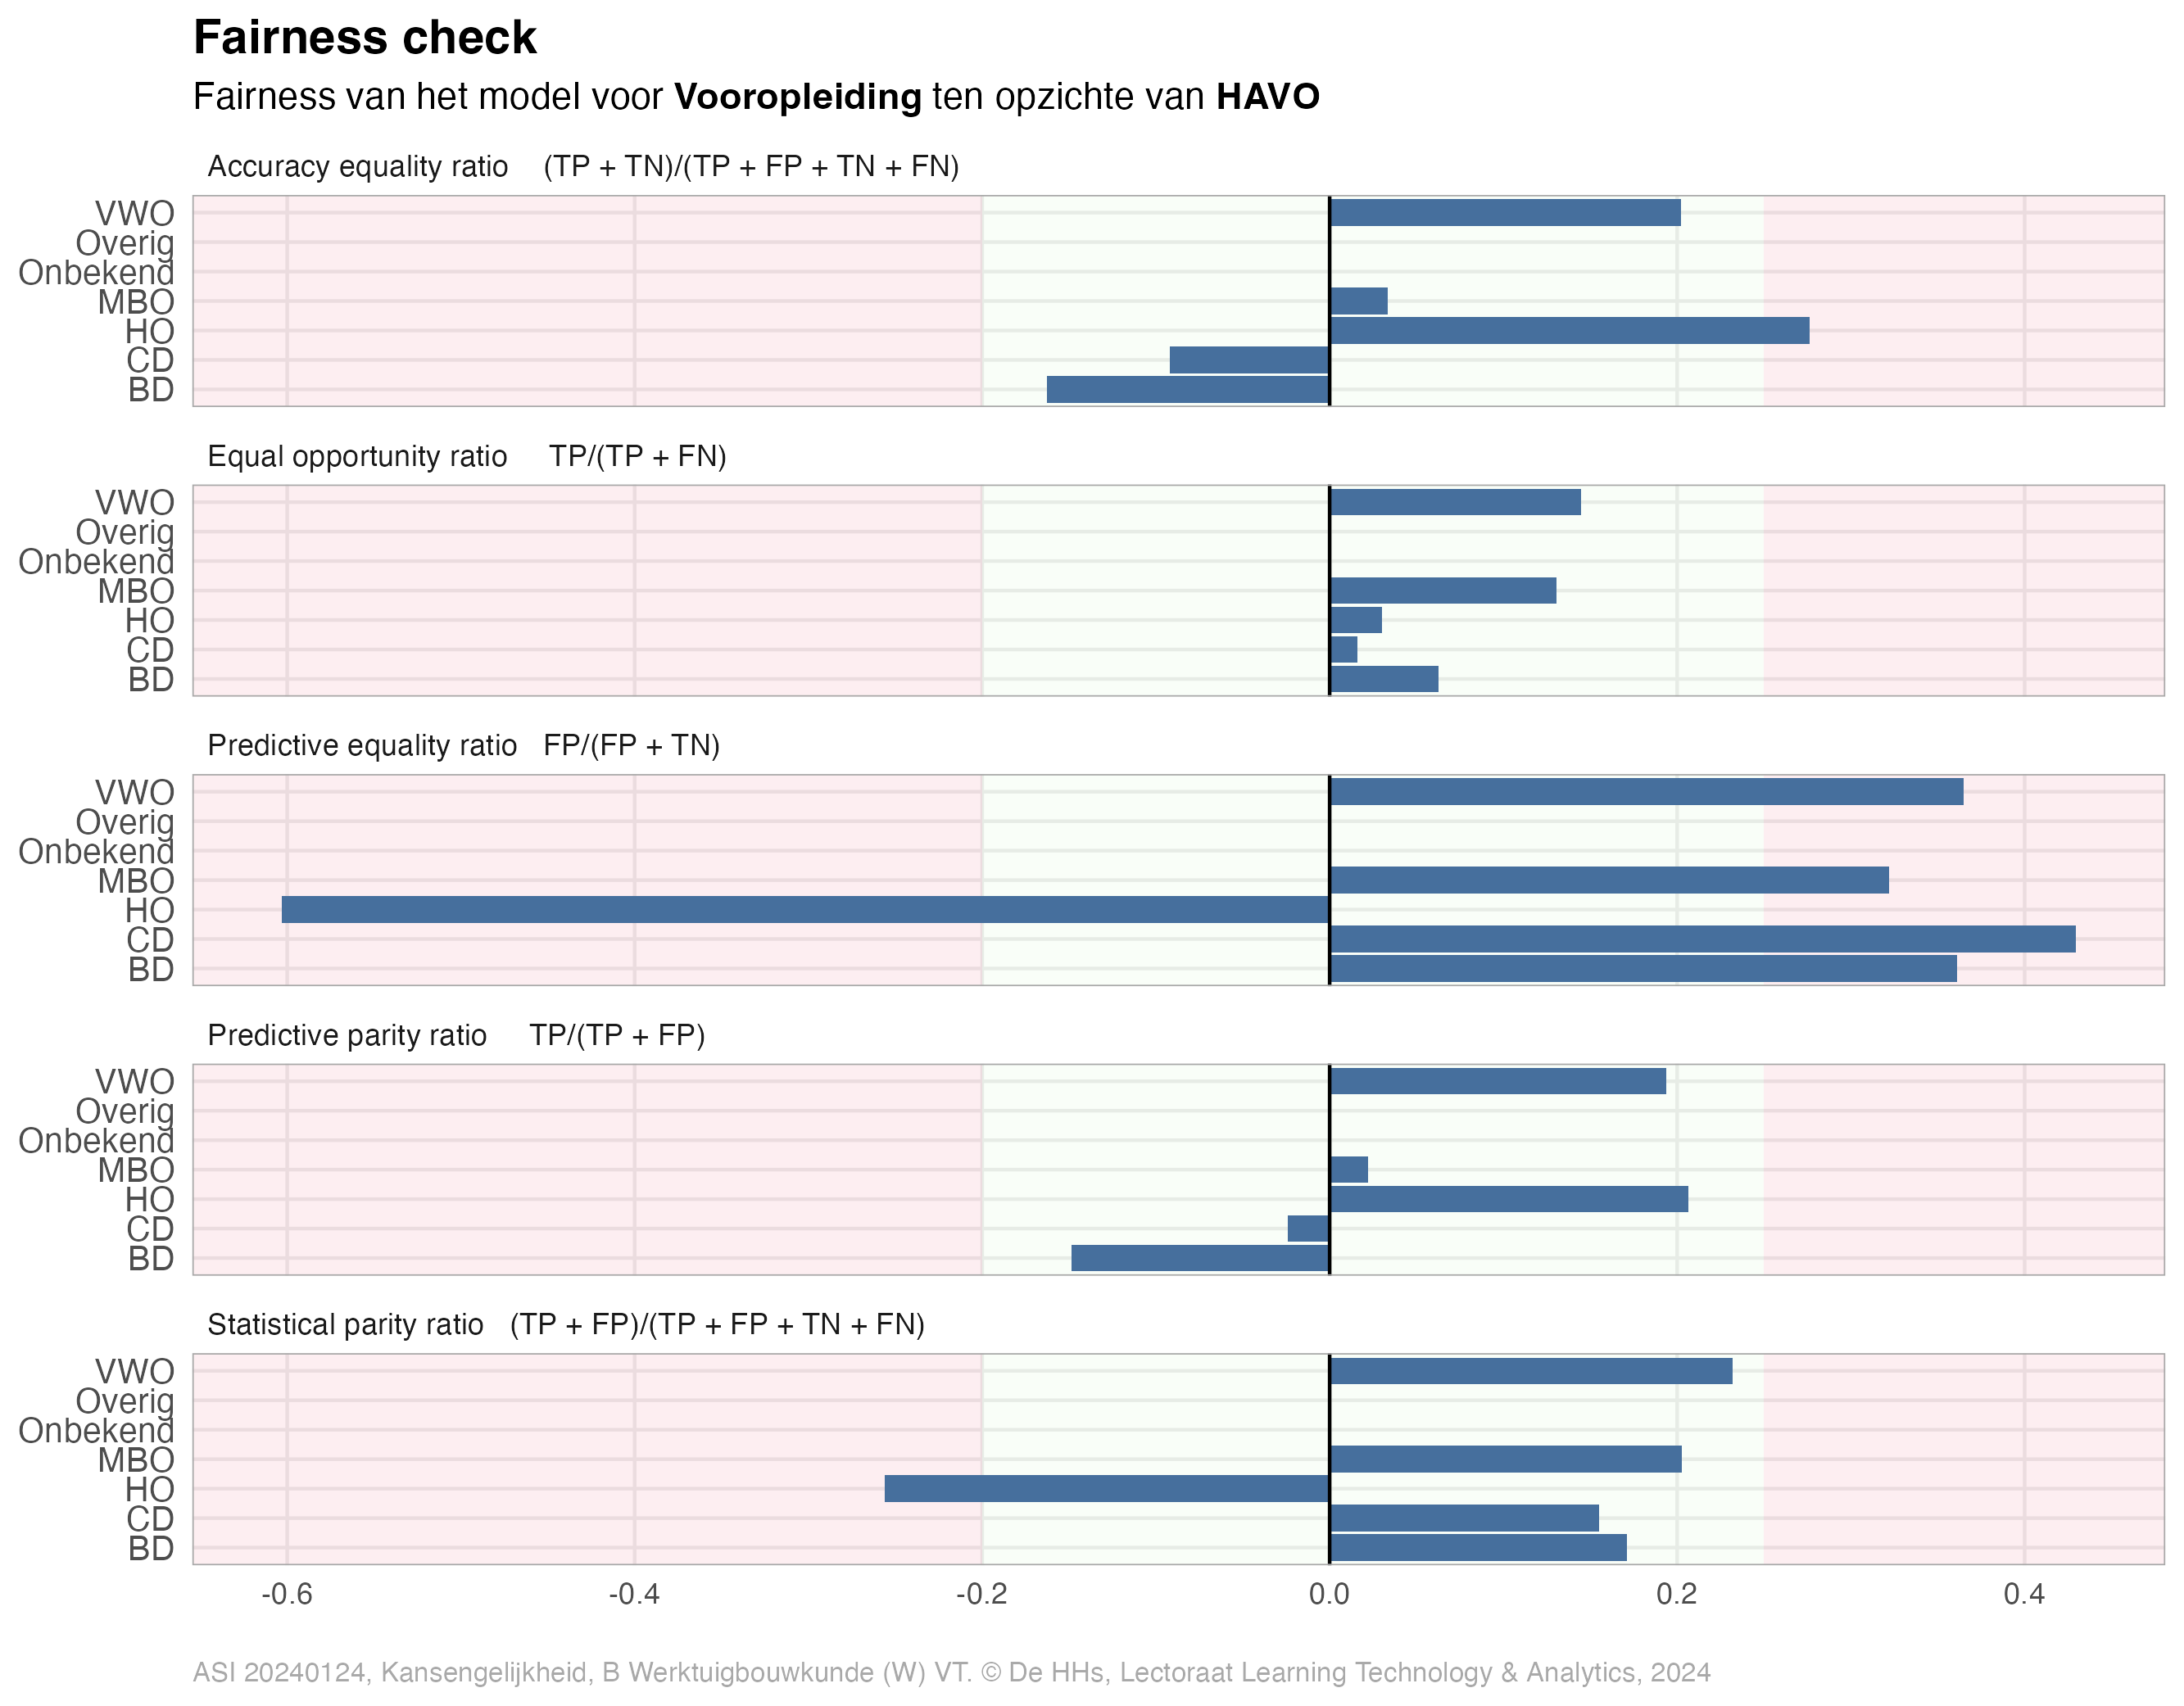 Fairness check
Fairness van het model voor Vooropleiding ten opzichte van HAVO
Accuracy equality ratio (TP + TN)/(TP + FP + TN + FN)
VWO
Overig
Onbekend
MBO
HO
CD
BD
Equal opportunity ratio TP/(TP + FN)
VWO
Overig
Onbekend
MBO
HO
CD
BD
Predictive equality ratio FP/(FP + TN)
VWO
Overig
Onbekend
MBO
HO
CD
BD
Predictive parity ratio TP/(TP + FP)
VWO
Overig
Onbekend
MBO
HO
CD
BD
Statistical parity ratio (TP + FP)/(TP + FP + TN + FN)
VWO
Overig
Onbekend
MBO
HO
CD
BD
-0.6 -0.4 -0.2 0.0 0.2 0.4
ASI 20240124, Kansengelijkheid, B Werktuigbouwkunde (W) VT. © De HHs, Lectoraat Learning Technology & Analytics, 2024